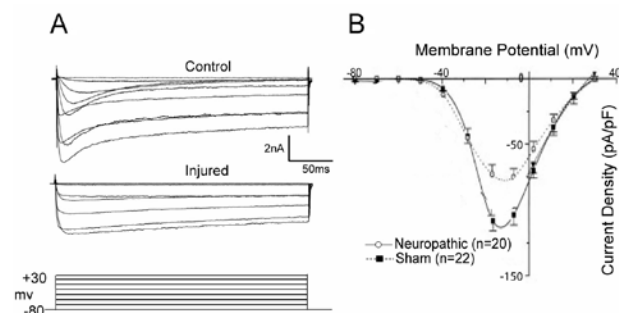 A
Control
2nA
50ms
Injured
+30
mv
-80
B
Membrane Potential (mV)
-80 -40 0 40
-50
-150
Current Density (pA/pF)
Neuropathic (n=20)
Sham (n=22)